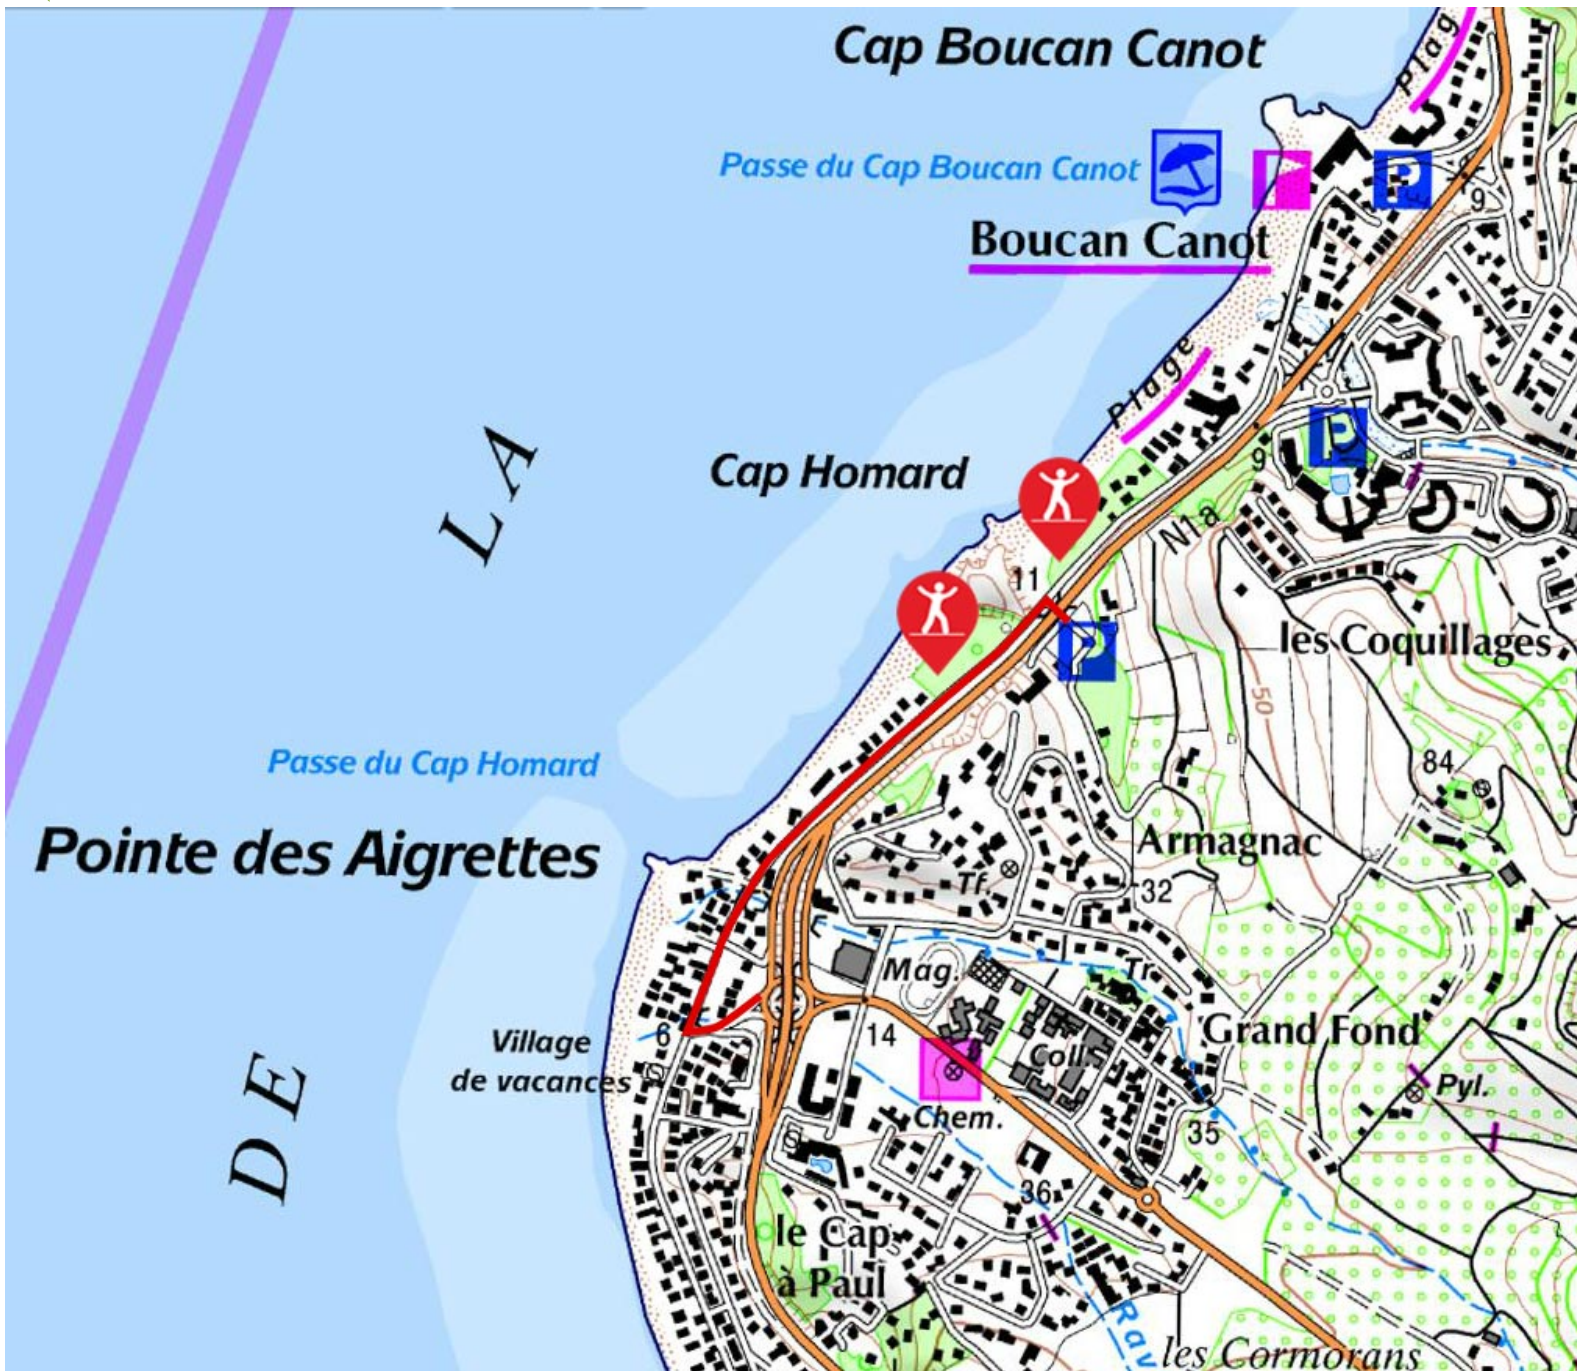 Cap Boucan Canot
Plag
Passe du Cap Boucan Canot
P
9
Boucan Canot
Plage
P
9
LA
Cap Homard
N1a
11
P
les Coquillages
50
Passe du Cap Homard
84
Pointe des Aigrettes
Armagnac
Tf.
32
Mag.
Tr.
Village
de vacances
6
14
Coll.
Grand Fond
Chem.
Pyl.
DE
35
36
le Cap
à Paul
Rav
les Cormorans